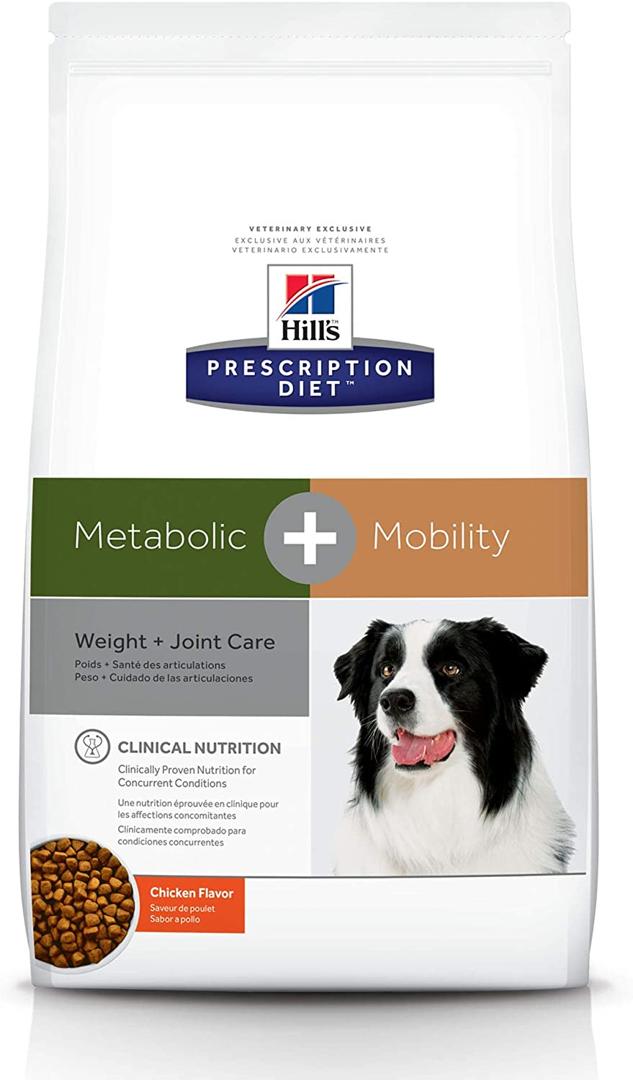 VETERINARY EXCLUSIVE
EXCLUSIVE AUX VÉTÉRINAIRES
VETERINARIO EXCLUSIVAMENTE
Hill's™
PRESCRIPTION
DIET™
Metabolic + Mobility
Weight + Joint Care
Poids + Santé des articulations
Peso + Cuidado de las articulaciones
CLINICAL NUTRITION
Clinically Proven Nutrition for
Concurrent Conditions
Une nutrition éprouvée en clinique pour
les affections concomitantes
Clínicamente comprobado para
condiciones concurrentes
Chicken Flavor
Saveur de poulet
Sabor a pollo